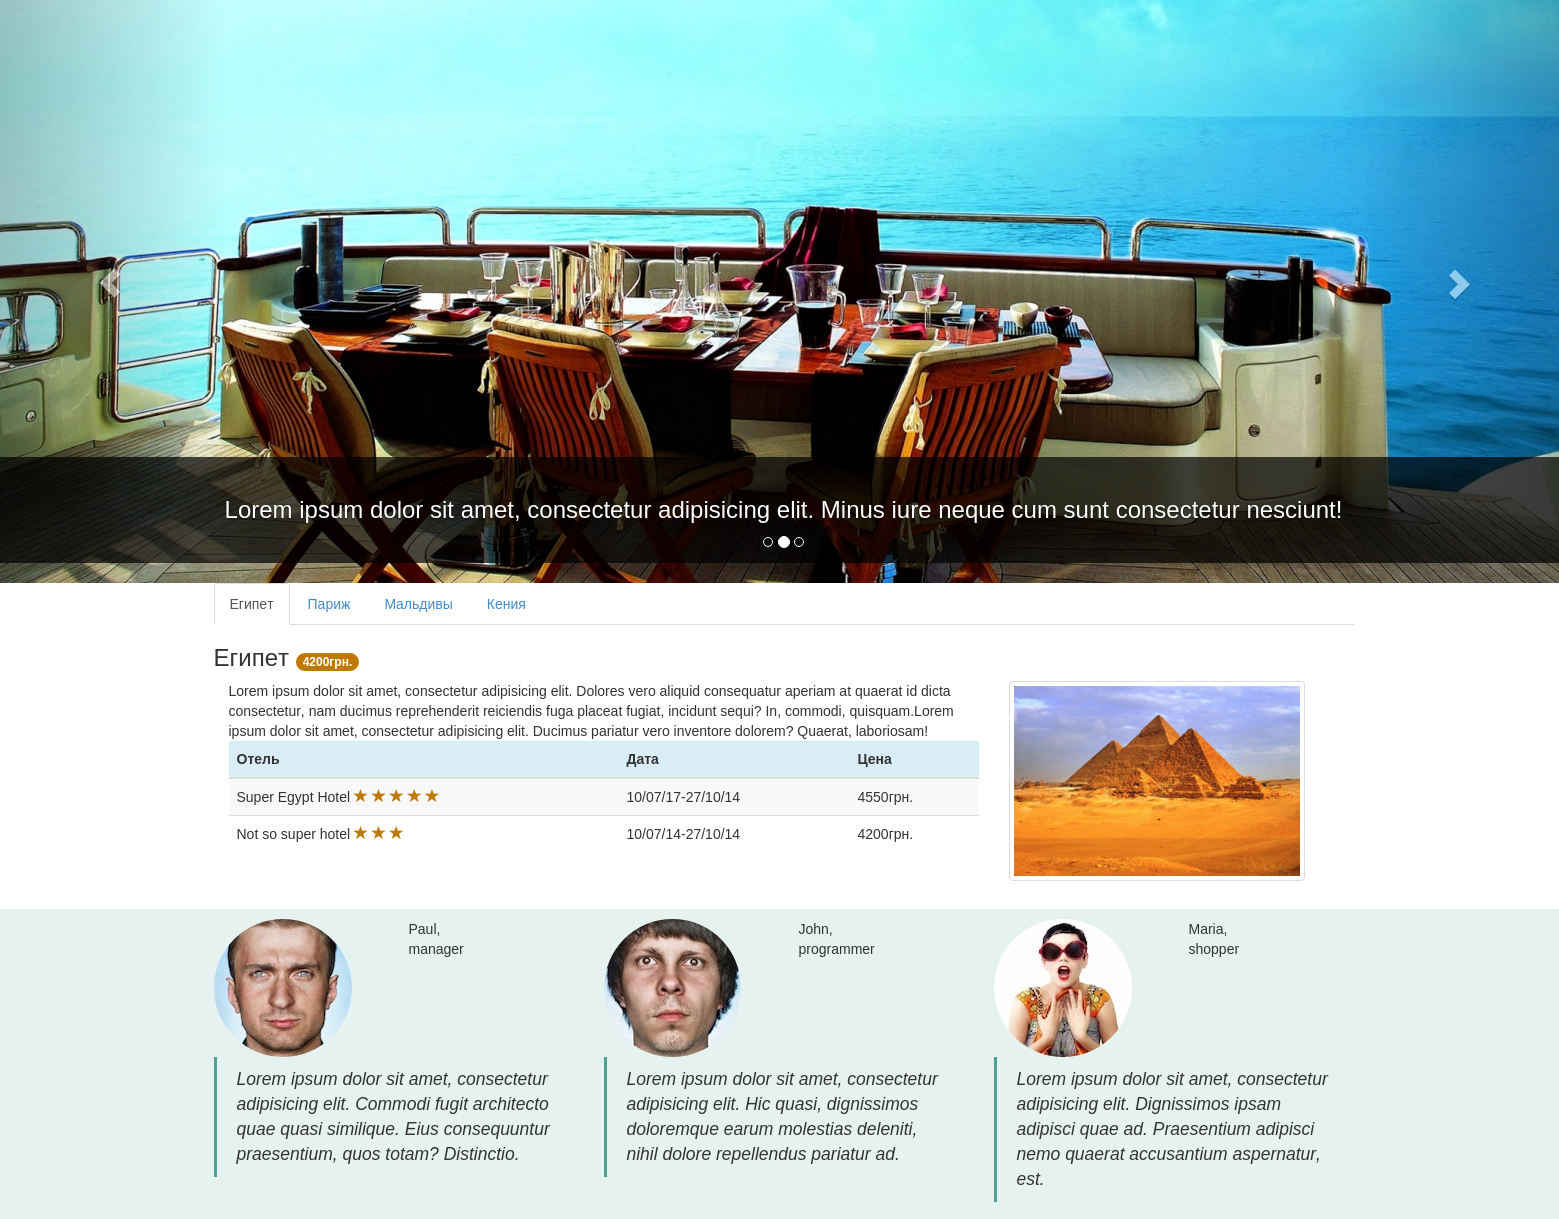 Lorem ipsum dolor sit amet, consectetur adipisicing elit. Minus iure neque cum sunt consectetur nesciunt!
Египет Париж Мальдивы Кения
Египет 4200грн.
Lorem ipsum dolor sit amet, consectetur adipisicing elit. Dolores vero aliquid consequatur aperiam at quaerat id dicta
consectetur, nam ducimus reprehenderit reiciendis fuga placeat fugiat, incidunt sequi? In, commodi, quisquam.Lorem
ipsum dolor sit amet, consectetur adipisicing elit. Ducimus pariatur vero inventore dolorem? Quaerat, laboriosam!
Отель Дата Цена
Super Egypt Hotel ★★★★★ 10/07/17-27/10/14 4550грн.
Not so super hotel ★★★ 10/07/14-27/10/14 4200грн.
Paul,
manager
Lorem ipsum dolor sit amet, consectetur
adipisicing elit. Commodi fugit architecto
quae quasi similique. Eius consequuntur
praesentium, quos totam? Distinctio.
John,
programmer
Lorem ipsum dolor sit amet, consectetur
adipisicing elit. Hic quasi, dignissimos
doloremque earum molestias deleniti,
nihil dolore repellendus pariatur ad.
Maria,
shopper
Lorem ipsum dolor sit amet, consectetur
adipisicing elit. Dignissimos ipsam
adipisci quae ad. Praesentium adipisci
nemo quaerat accusantium aspernatur,
est.